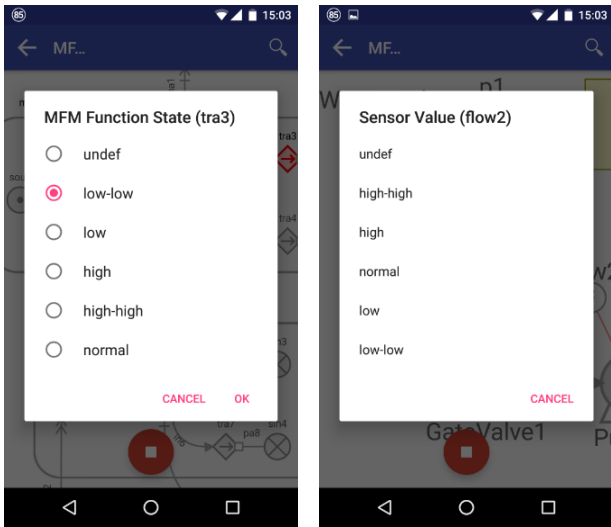 85 15:03
MF...
pa1
MFM Function State (tra3)
undef
low-low
low
high
high-high
normal
CANCEL OK
tra3
tra4
tra7 pa8 sin4
85 15:03
MF...
p1
Sensor Value (flow2)
undef
high-high
high
normal
low
low-low
CANCEL
GateValve1